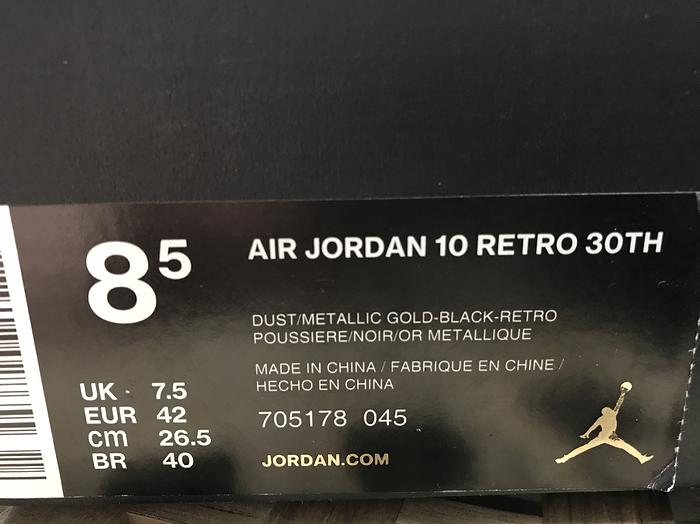 8⁵
AIR JORDAN 10 RETRO 30TH
DUST/METALLIC GOLD-BLACK-RETRO
POUSSIERE/NOIR/OR METALLIQUE
MADE IN CHINA / FABRIQUE EN CHINE /
HECHO EN CHINA
705178 045
JORDAN.COM
UK 7.5
EUR 42
cm 26.5
BR 40